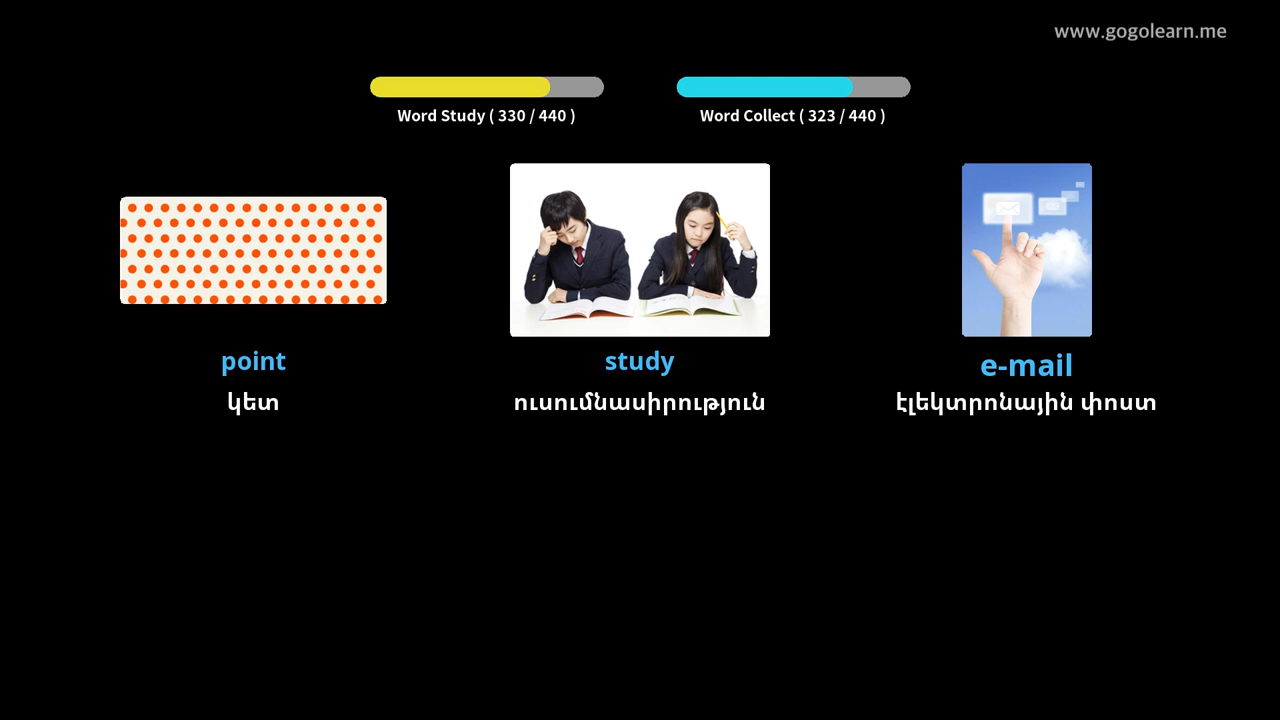 www.gogolearn.me
Word Study ( 330 / 440 )
Word Collect ( 323 / 440 )
point
study
e-mail
կետ
ուսումնասիրություն
էլեկտրոնային փոստ